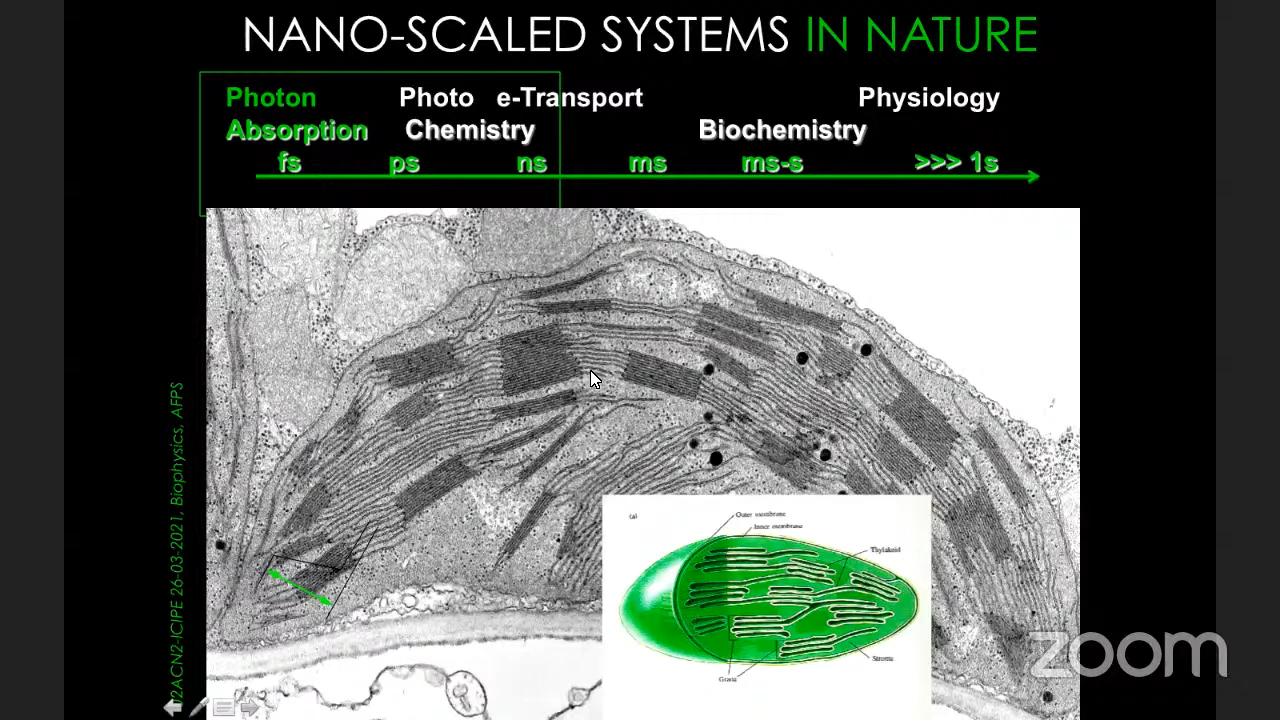 NANO-SCALED SYSTEMS IN NATURE
Photon Photo e-Transport Physiology
Absorption Chemistry Biochemistry
fs ps ns ms ms-s >>> 1s
(a)
Outer membrane
Inner membrane
Thylakoid
Stroma
Grana
U2ACN2-ICIPE 26-03-2021, Biophysics, AFPS
zoom